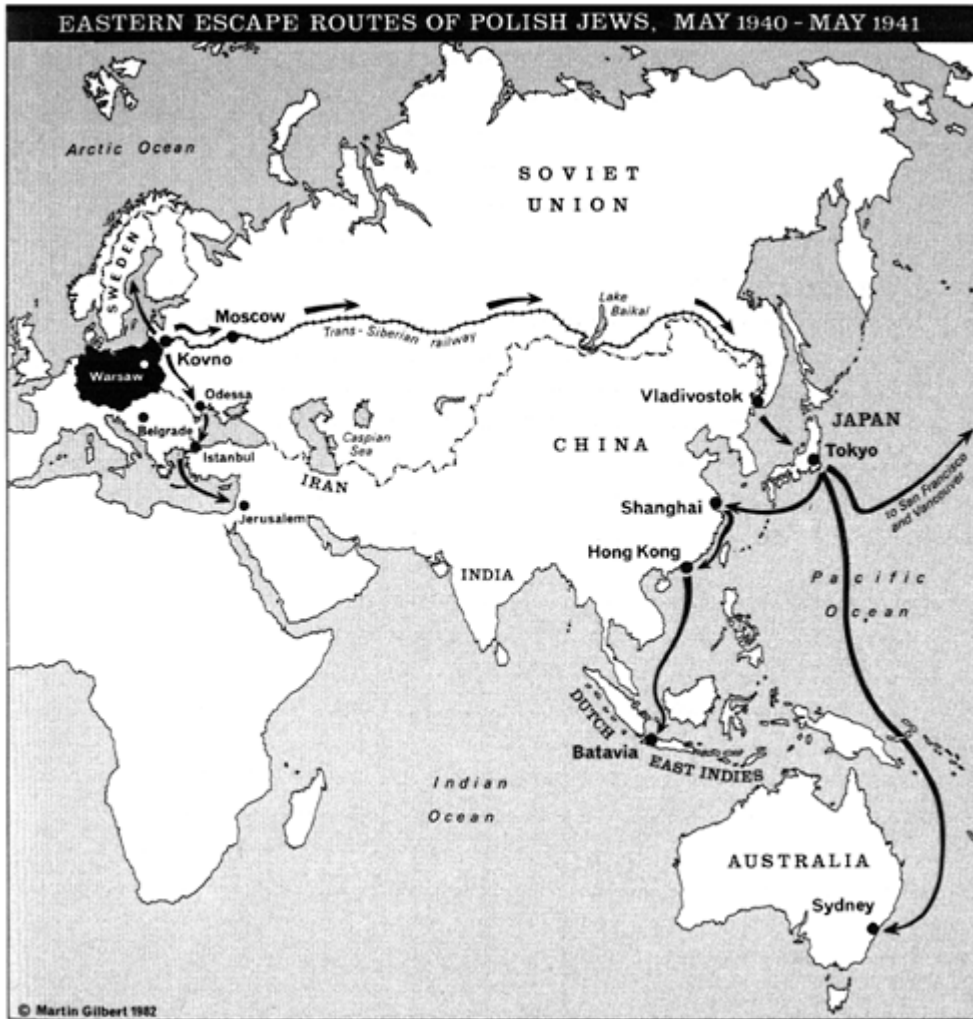 EASTERN ESCAPE ROUTES OF POLISH JEWS, MAY 1940 - MAY 1941
Arctic Ocean
SOVIET
UNION
SWEDEN
Moscow
Trans-Siberian railway
Lake
Baikal
Kovno
Warsaw
Odessa
Vladivostok
Belgrade
Istanbul
Caspian
Sea
IRAN
CHINA
JAPAN
Tokyo
to San Francisco
and Vancouver
Jerusalem
Shanghai
Hong Kong
INDIA
Pacific
Ocean
DUTCH
EAST INDIES
Batavia
Indian
Ocean
AUSTRALIA
Sydney
© Martin Gilbert 1982